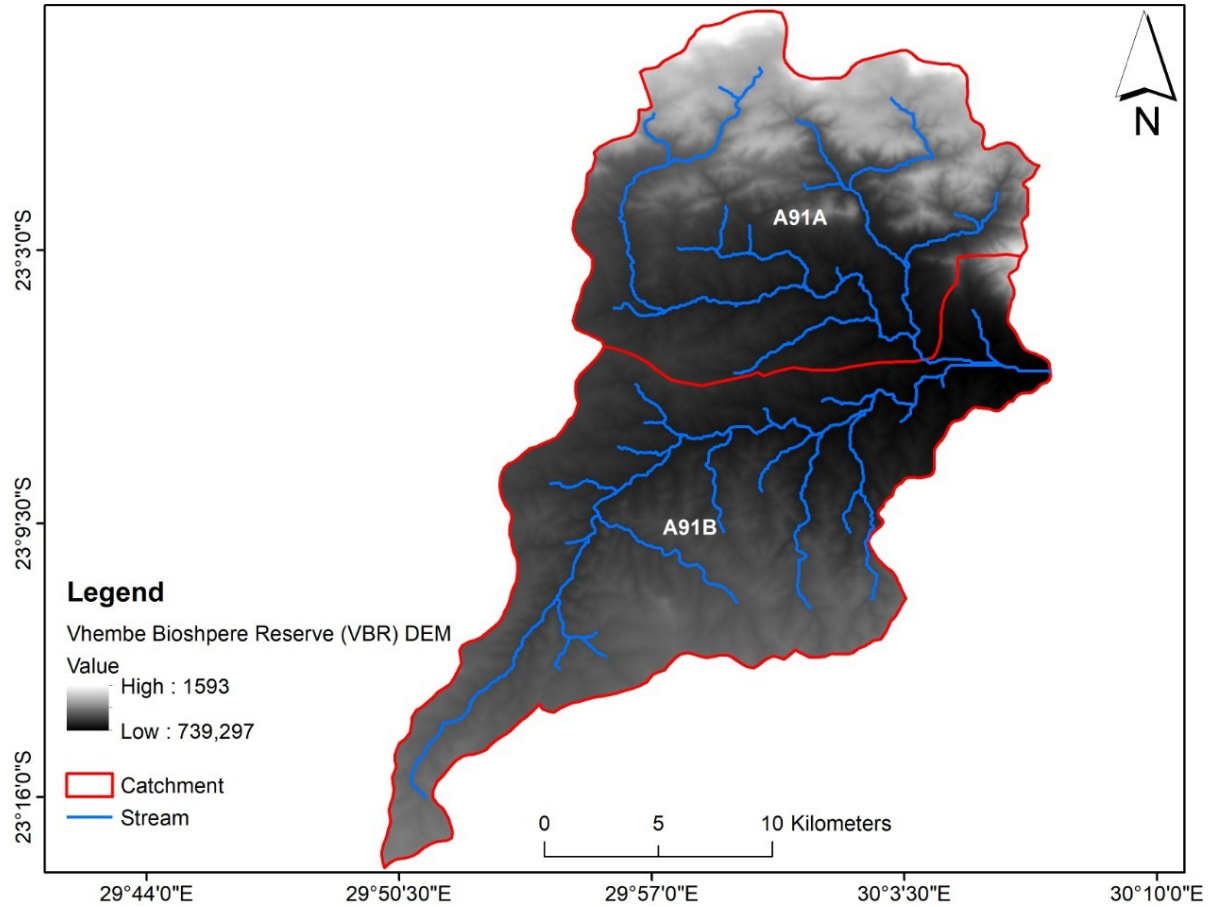 N
A91A
A91B
23°3'0"S
23°9'30"S
23°16'0"S
Legend
Vhembe Bioshpere Reserve (VBR) DEM
Value
High : 1593
Low : 739,297
Catchment
Stream
0 5 10 Kilometers
29°44'0"E 29°50'30"E 29°57'0"E 30°3'30"E 30°10'0"E